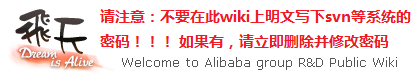 飛天
Dream is Alive
请注意：不要在此wiki上明文写下svn等系统的
密码！！！ 如果有，请立即删除并修改密码
Welcome to Alibaba group R&D Public Wiki